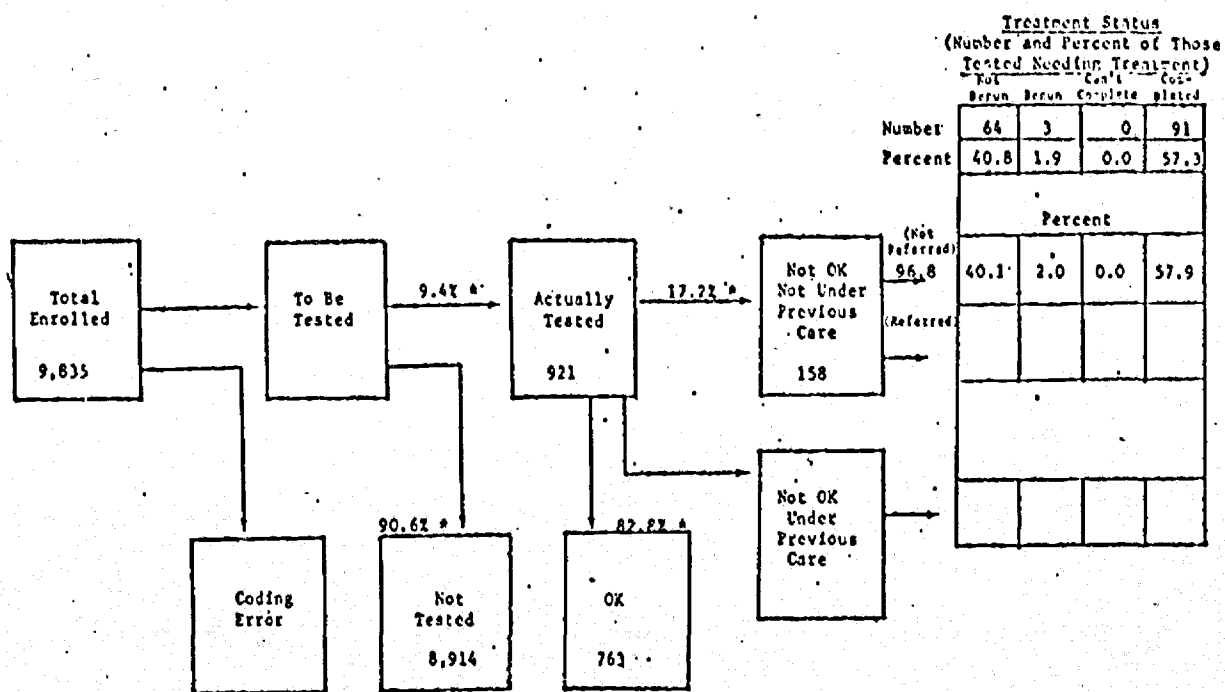 Treatment Status
(Number and Percent of Those
Tested Needing Treatment)
Not Begun
Begun
Can't Complete
Completed
Number 64 3 0 91
Percent 40.8 1.9 0.0 57.3
Percent
(Not Referred)
96.8
40.1 2.0 0.0 57.9
(Referred)
Total
Enrolled
9,835
To Be
Tested
9.4% *
Actually
Tested
921
17.2% *
Not OK
Not Under
Previous
Care
158
Not OK
Under
Previous
Care
90.6% *
82.8% *
Coding
Error
Not
Tested
8,914
OK
763